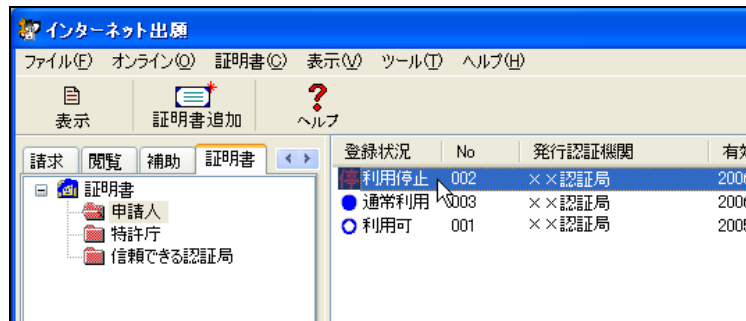 インターネット出願
ファイル(F) オンライン(O) 証明書(C) 表示(V) ツール(T) ヘルプ(H)
表示 証明書追加 ヘルプ
請求 閲覧 補助 証明書
証明書
申請人
特許庁
信頼できる認証局
登録状況 No 発行認証機関 有効
停 利用停止 002 ××認証局 2006
通常利用 003 ××認証局 2006
利用可 001 ××認証局 2005